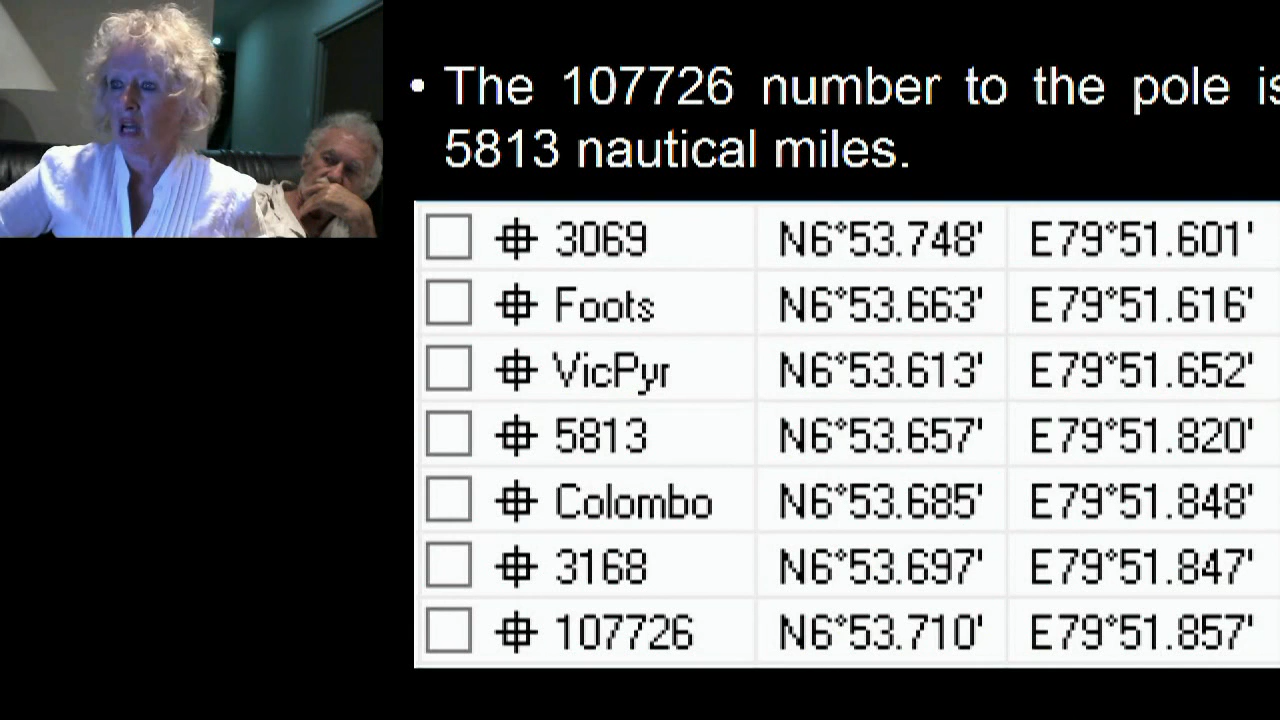 • The 107726 number to the pole is
5813 nautical miles.
3069 N6°53.748' E79°51.601'
Foots N6°53.663' E79°51.616'
VicPyr N6°53.613' E79°51.652'
5813 N6°53.657' E79°51.820'
Colombo N6°53.685' E79°51.848'
3168 N6°53.697' E79°51.847'
107726 N6°53.710' E79°51.857'